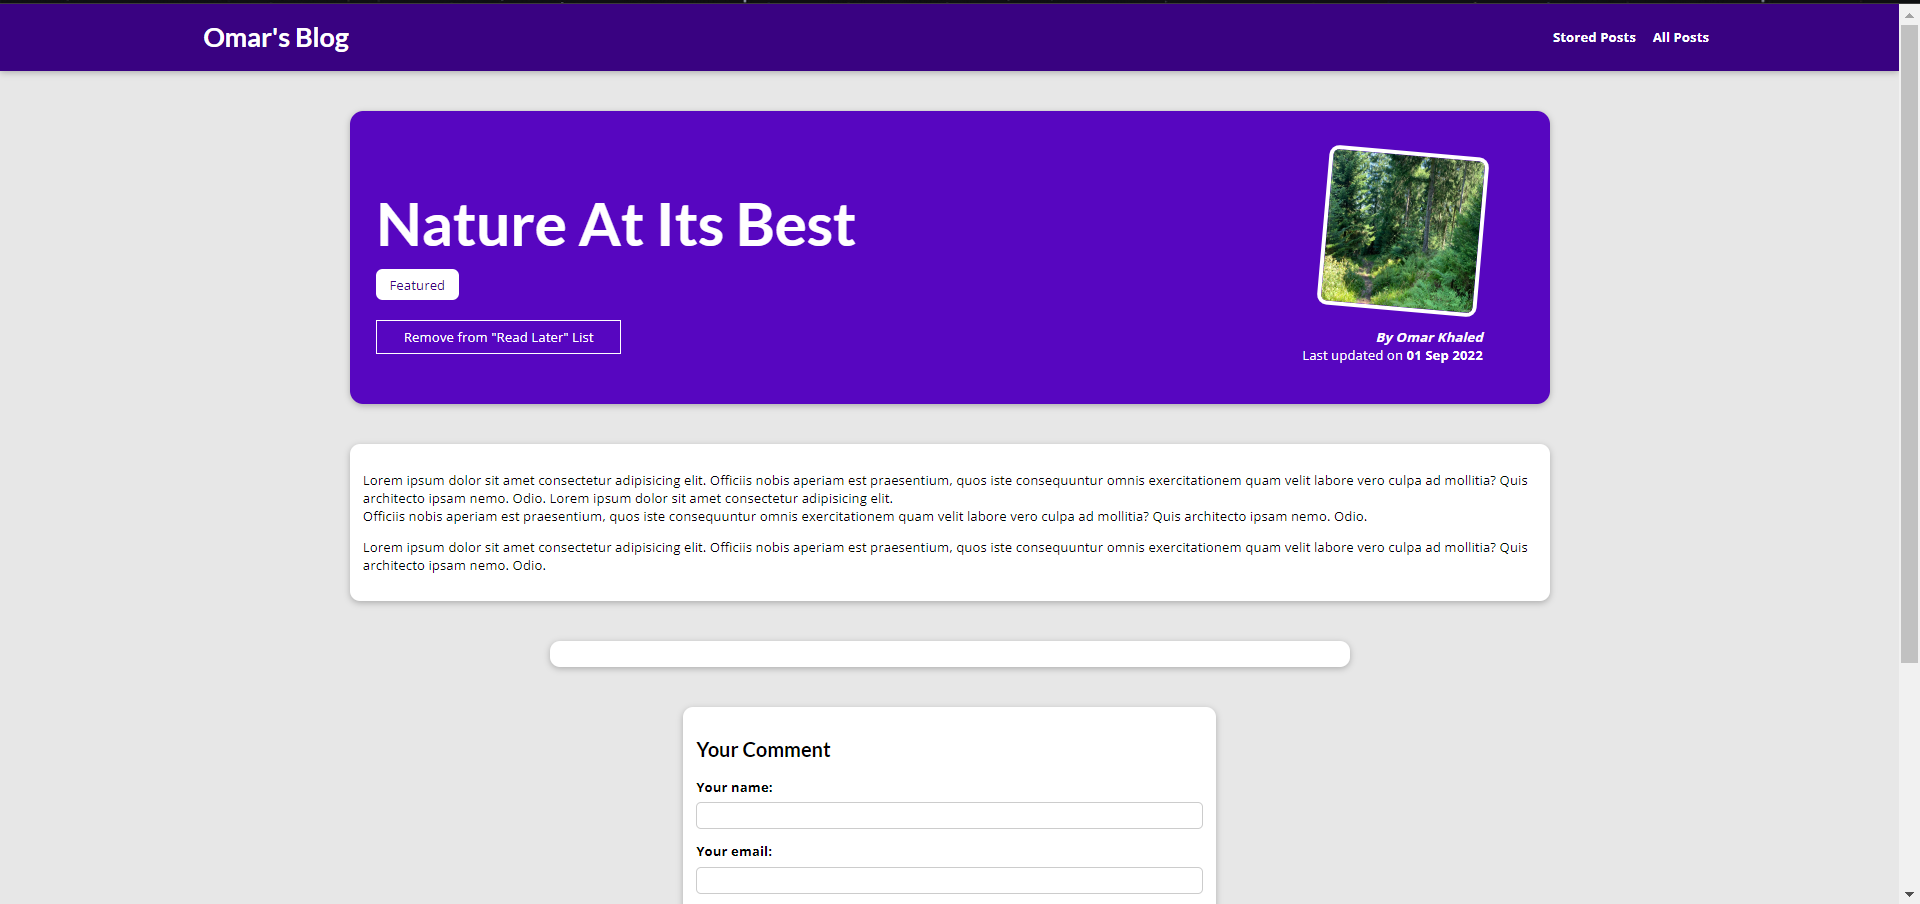 Omar's Blog
Stored Posts All Posts
Nature At Its Best
Featured
Remove from "Read Later" List
By Omar Khaled
Last updated on 01 Sep 2022
Lorem ipsum dolor sit amet consectetur adipisicing elit. Officiis nobis aperiam est praesentium, quos iste consequuntur omnis exercitationem quam velit labore vero culpa ad mollitia? Quis
architecto ipsam nemo. Odio. Lorem ipsum dolor sit amet consectetur adipisicing elit.
Officiis nobis aperiam est praesentium, quos iste consequuntur omnis exercitationem quam velit labore vero culpa ad mollitia? Quis architecto ipsam nemo. Odio.
Lorem ipsum dolor sit amet consectetur adipisicing elit. Officiis nobis aperiam est praesentium, quos iste consequuntur omnis exercitationem quam velit labore vero culpa ad mollitia? Quis
architecto ipsam nemo. Odio.
Your Comment
Your name:
Your email: